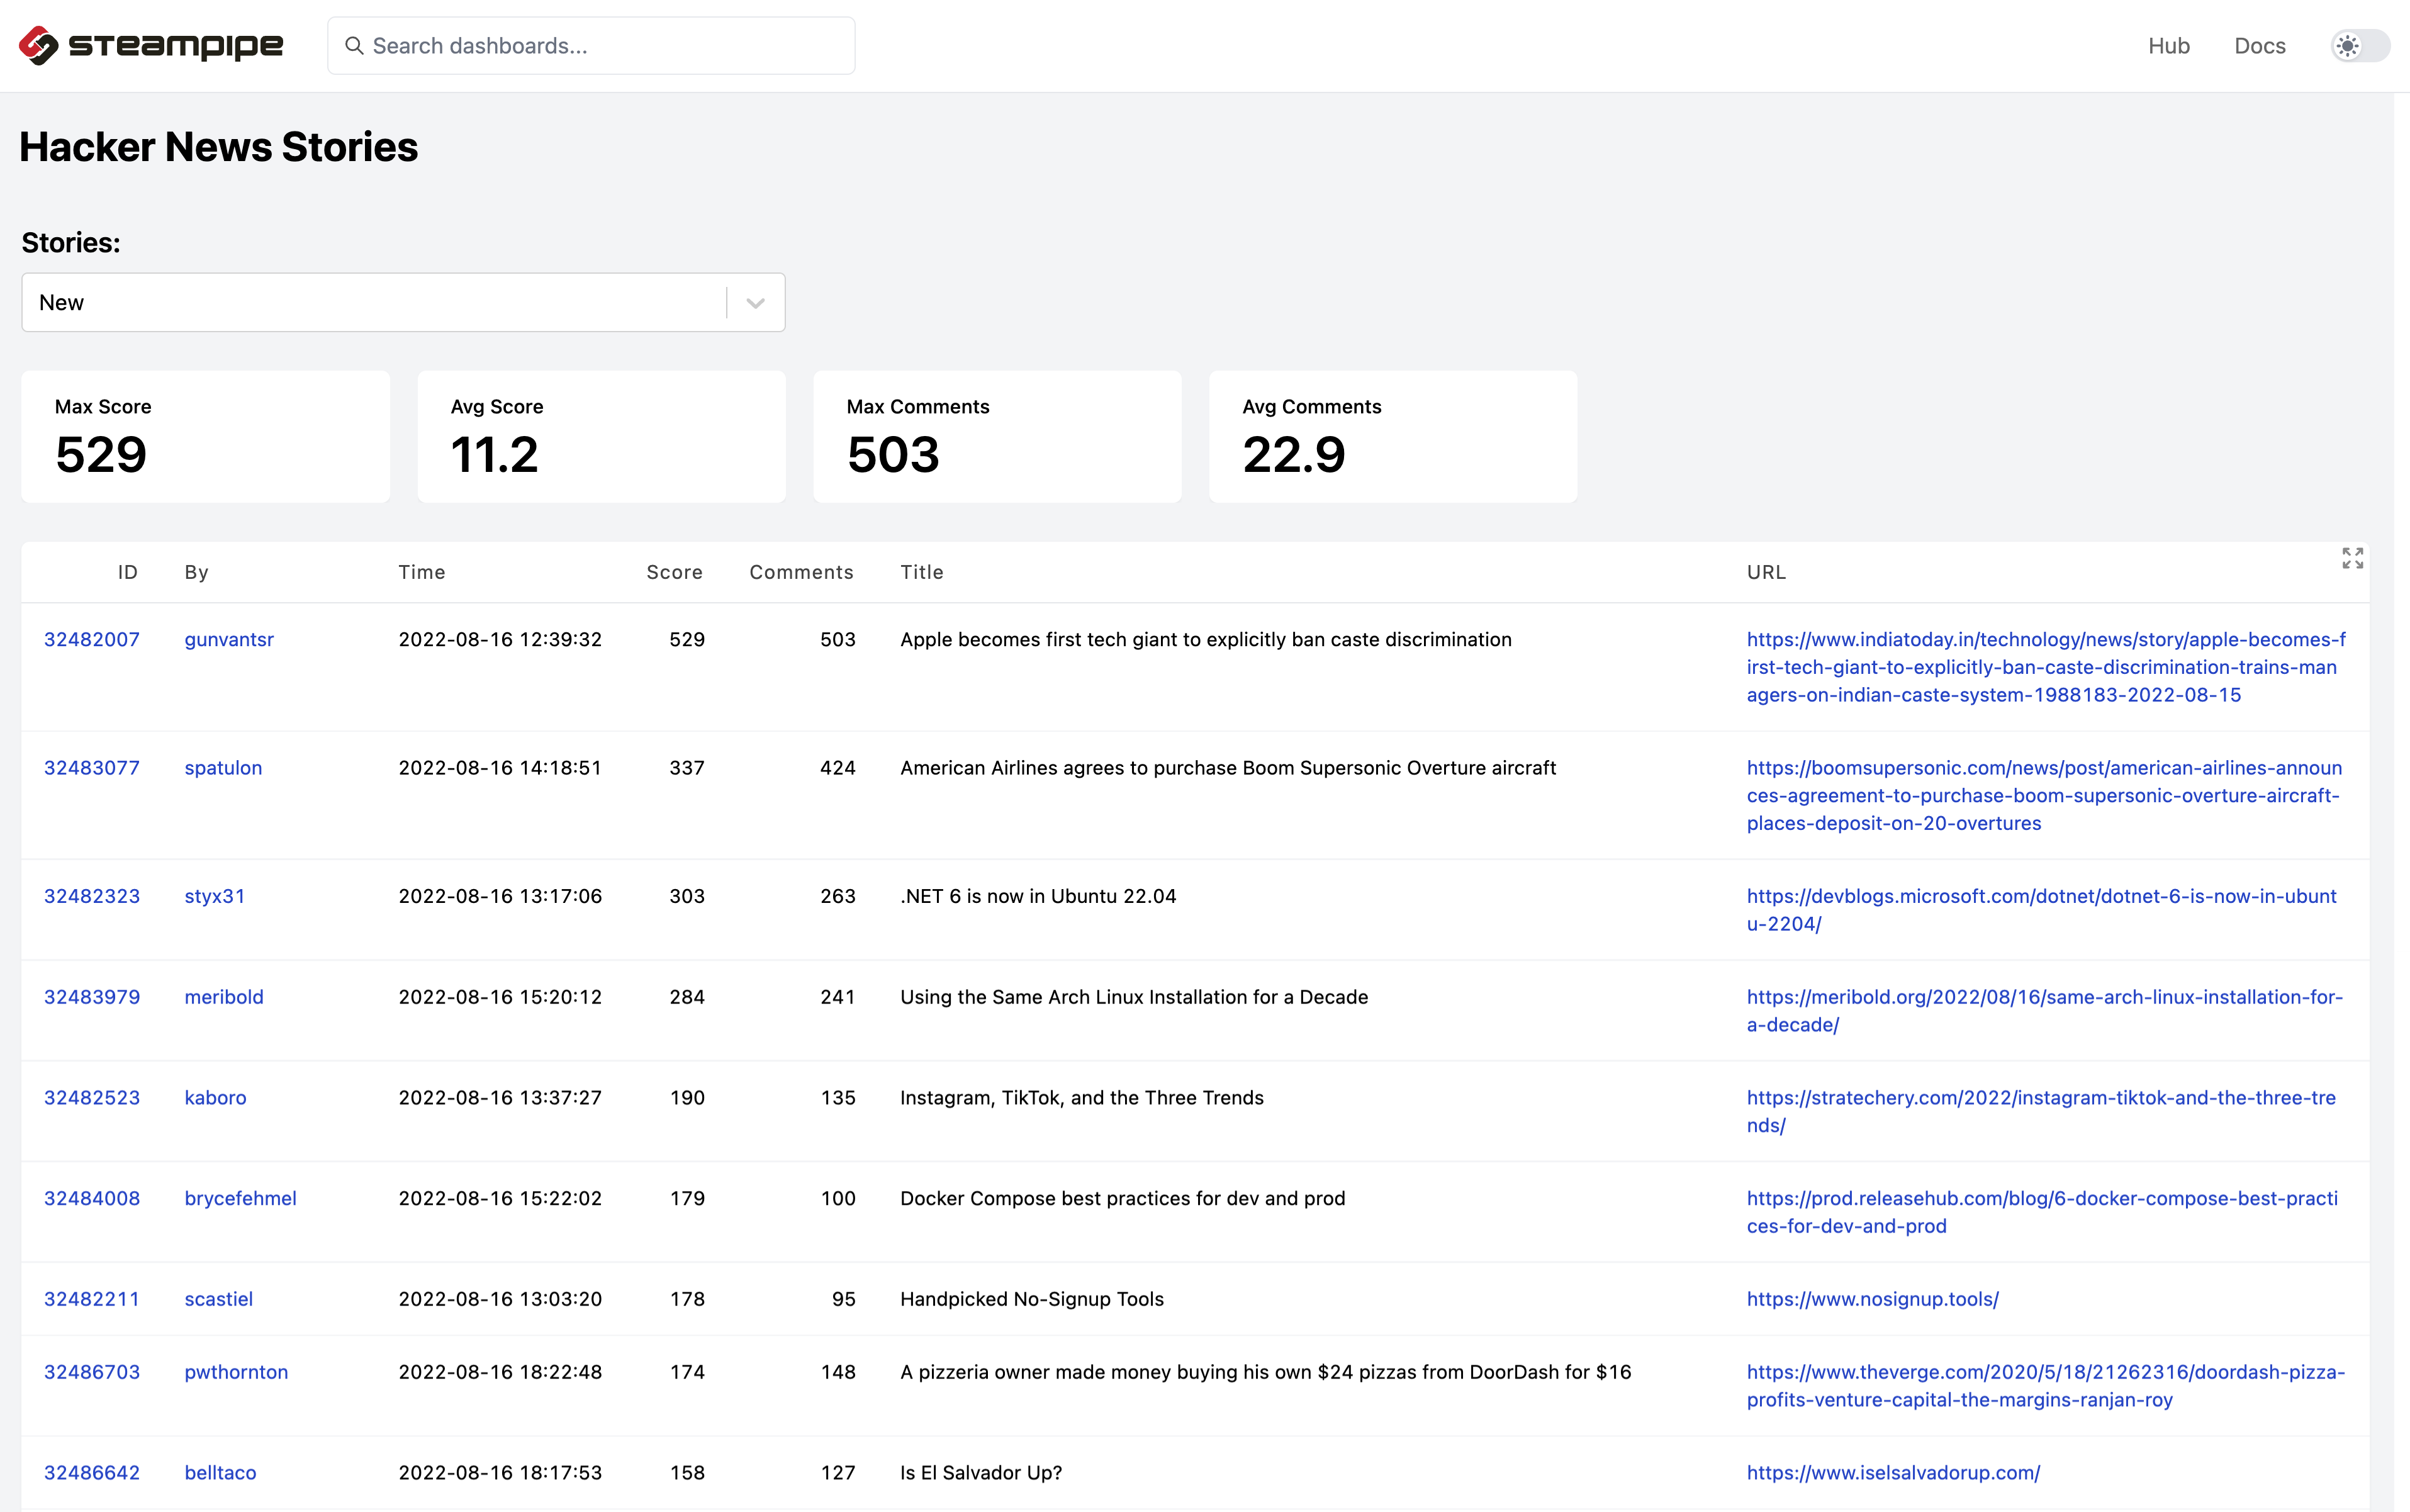 steampipe
Search dashboards...
Hub
Docs
Hacker News Stories
Stories:
New
Max Score
529
Avg Score
11.2
Max Comments
503
Avg Comments
22.9
ID By Time Score Comments Title URL
32482007 gunvantsr 2022-08-16 12:39:32 529 503 Apple becomes first tech giant to explicitly ban caste discrimination https://www.indiatoday.in/technology/news/story/apple-becomes-f
irst-tech-giant-to-explicitly-ban-caste-discrimination-trains-man
agers-on-indian-caste-system-1988183-2022-08-15
32483077 spatulon 2022-08-16 14:18:51 337 424 American Airlines agrees to purchase Boom Supersonic Overture aircraft https://boomsupersonic.com/news/post/american-airlines-announ
ces-agreement-to-purchase-boom-supersonic-overture-aircraft-
places-deposit-on-20-overtures
32482323 styx31 2022-08-16 13:17:06 303 263 .NET 6 is now in Ubuntu 22.04 https://devblogs.microsoft.com/dotnet/dotnet-6-is-now-in-ubunt
u-2204/
32483979 meribold 2022-08-16 15:20:12 284 241 Using the Same Arch Linux Installation for a Decade https://meribold.org/2022/08/16/same-arch-linux-installation-for-
a-decade/
32482523 kaboro 2022-08-16 13:37:27 190 135 Instagram, TikTok, and the Three Trends https://stratechery.com/2022/instagram-tiktok-and-the-three-tre
nds/
32484008 brycefehmel 2022-08-16 15:22:02 179 100 Docker Compose best practices for dev and prod https://prod.releasehub.com/blog/6-docker-compose-best-practi
ces-for-dev-and-prod
32482211 scastiel 2022-08-16 13:03:20 178 95 Handpicked No-Signup Tools https://www.nosignup.tools/
32486703 pwthornton 2022-08-16 18:22:48 174 148 A pizzeria owner made money buying his own $24 pizzas from DoorDash for $16 https://www.theverge.com/2020/5/18/21262316/doordash-pizza-
profits-venture-capital-the-margins-ranjan-roy
32486642 belltaco 2022-08-16 18:17:53 158 127 Is El Salvador Up? https://www.iselsalvadorup.com/